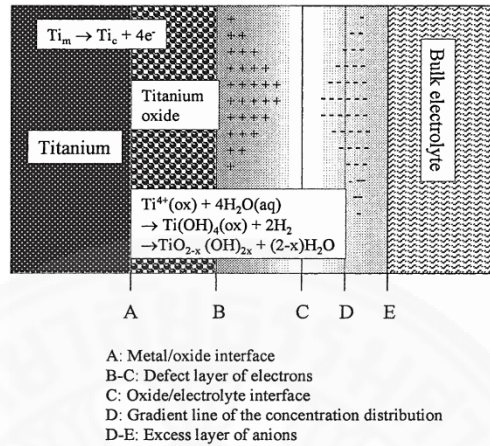 Ti_m → Ti_c + 4e⁻
Titanium
oxide
Titanium
Bulk electrolyte
Ti⁴⁺(ox) + 4H₂O(aq)
→ Ti(OH)₄(ox) + 2H₂
→TiO₂₋ₓ (OH)₂ₓ + (2-x)H₂O
A B C D E
A: Metal/oxide interface
B-C: Defect layer of electrons
C: Oxide/electrolyte interface
D: Gradient line of the concentration distribution
D-E: Excess layer of anions